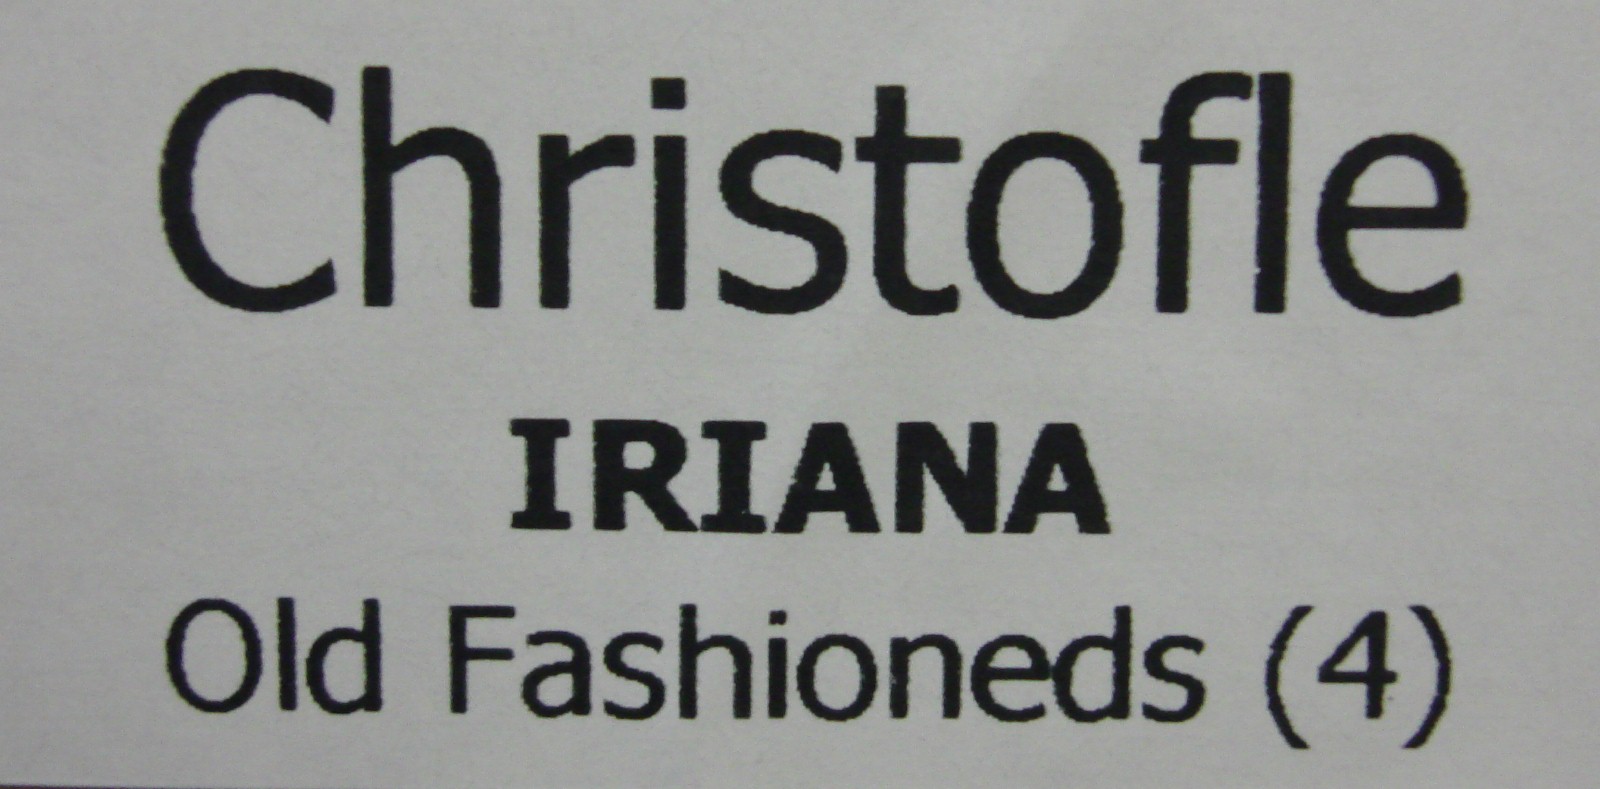 Christofle
IRIANA
Old Fashioneds (4)